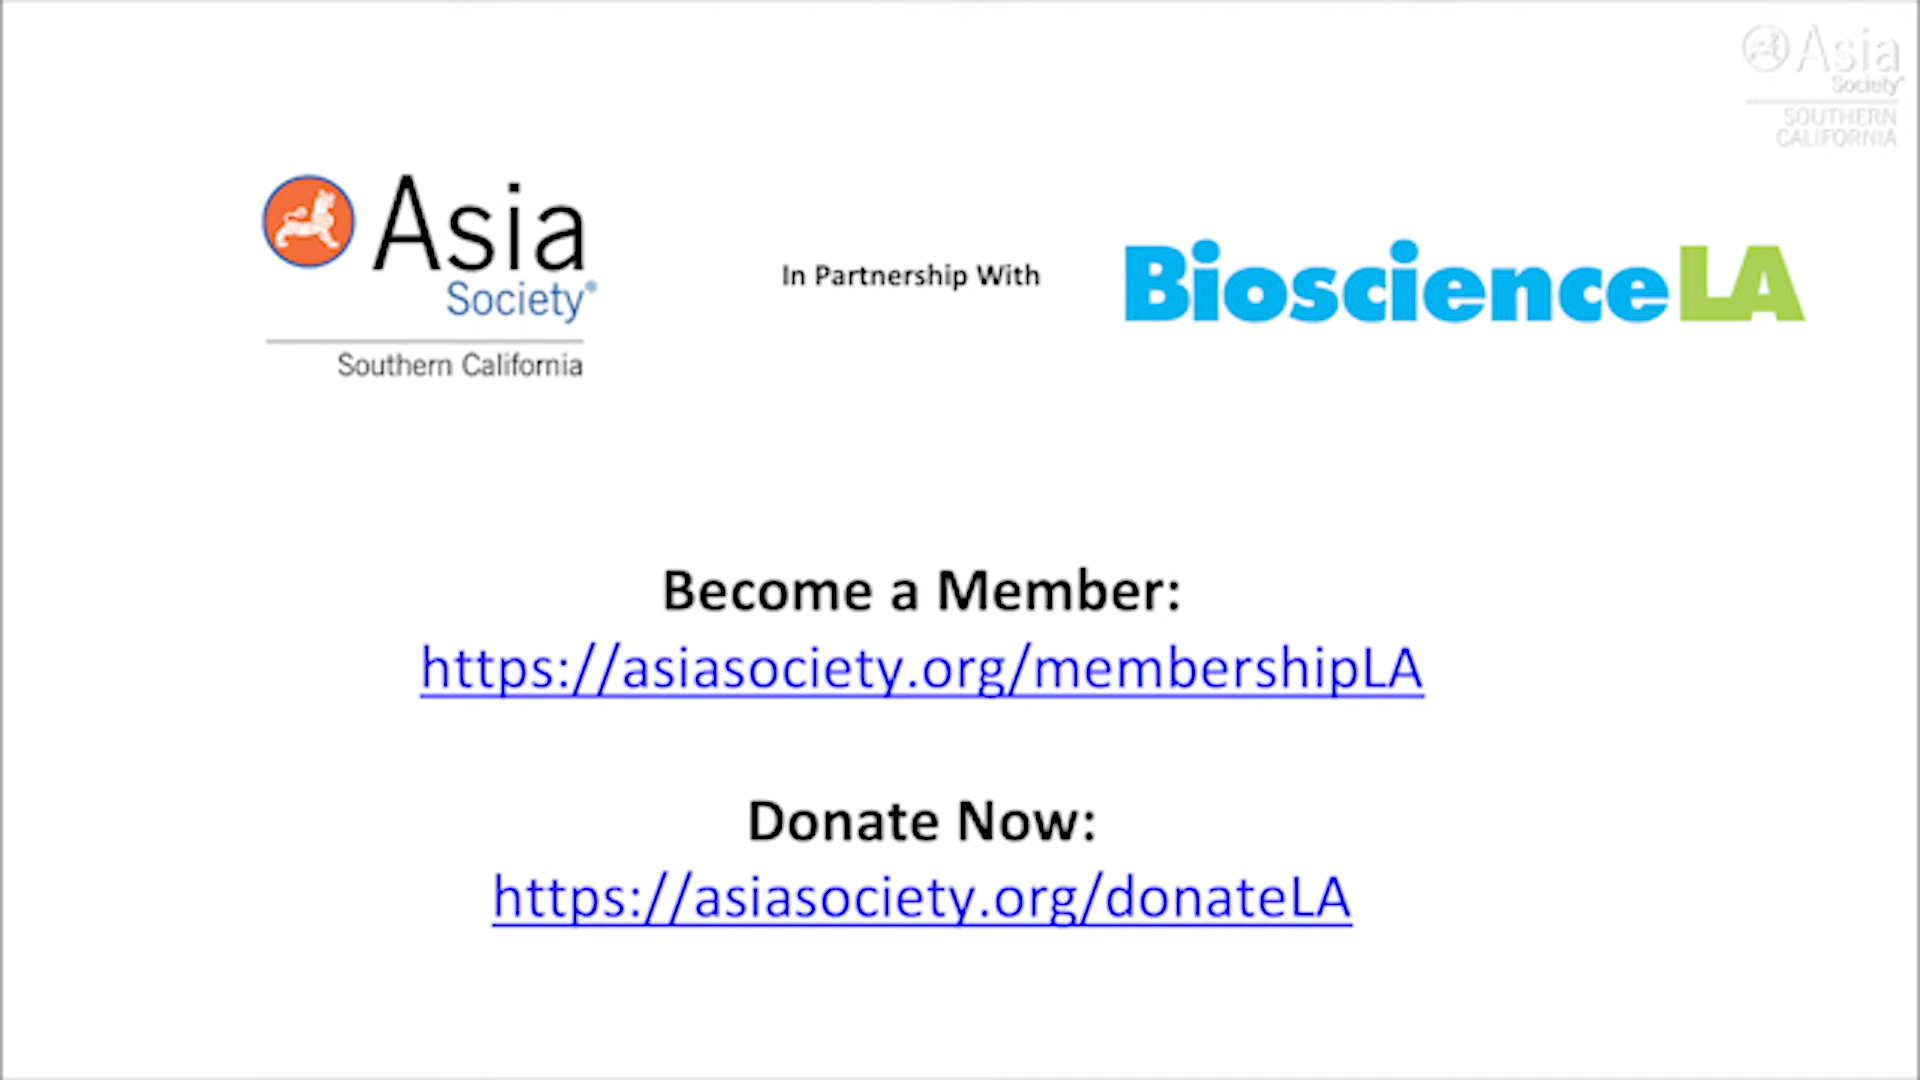 Asia
Society®
SOUTHERN
CALIFORNIA
Asia
Society®
Southern California
In Partnership With
BioscienceLA
Become a Member:
https://asiasociety.org/membershipLA
Donate Now:
https://asiasociety.org/donateLA